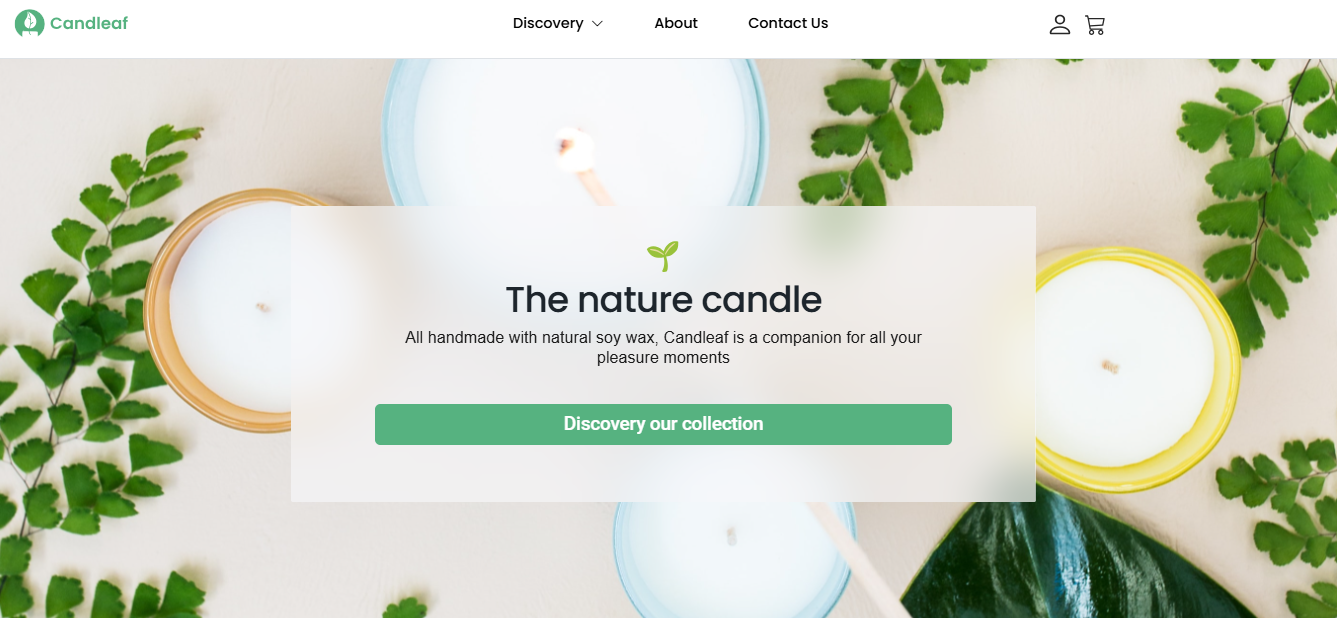 Candleaf
Discovery
About
Contact Us
The nature candle
All handmade with natural soy wax, Candleaf is a companion for all your
pleasure moments
Discovery our collection